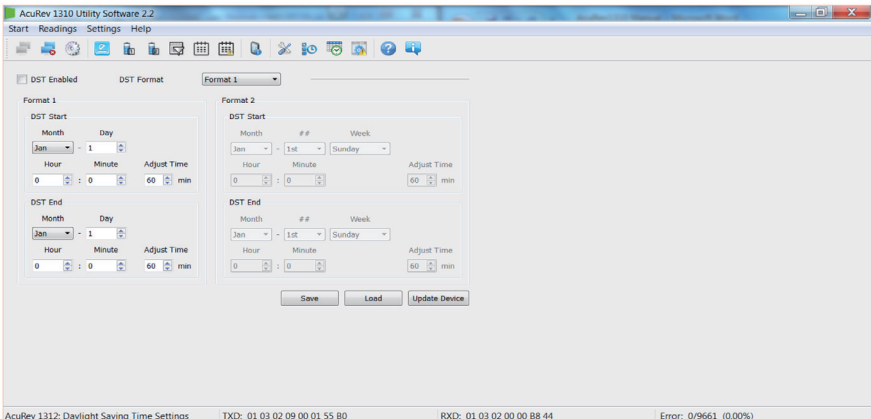 AcuRev 1310 Utility Software 2.2
Start Readings Settings Help
DST Enabled DST Format Format 1
Format 1 Format 2
DST Start DST Start
Month Day Month ## Week
Jan - 1 Jan - 1st Sunday
Hour Minute Adjust Time Hour Minute Adjust Time
0 : 0 60 min 0 : 0 60 min
DST End DST End
Month Day Month ## Week
Jan - 1 Jan - 1st Sunday
Hour Minute Adjust Time Hour Minute Adjust Time
0 : 0 60 min 0 : 0 60 min
Save Load Update Device
AcuRev 1312: Daylight Saving Time Settings TXD: 01 03 02 09 00 01 55 B0 RXD: 01 03 02 00 00 B8 44 Error: 0/9661 (0.00%)